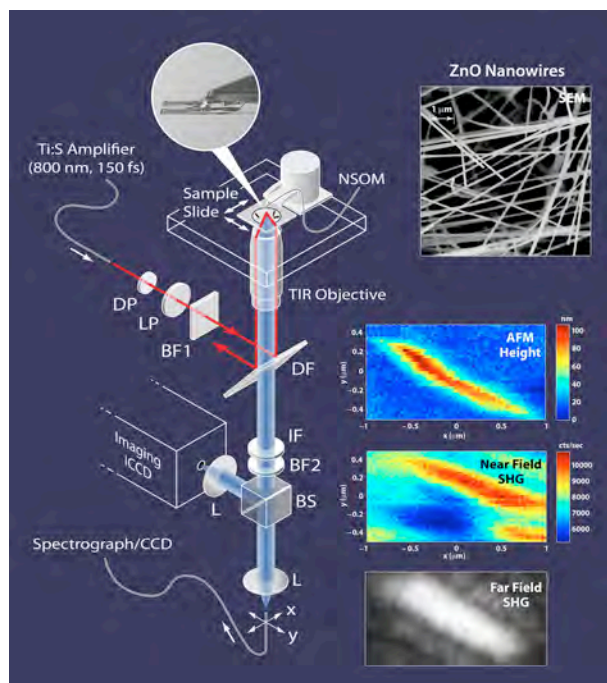 ZnO Nanowires
SEM
1 μm
Ti:S Amplifier
(800 nm, 150 fs)
NSOM
Sample
Slide
TIR Objective
DP
LP
BF1
DF
IF
BF2
BS
Imaging
ICCD
L
Spectrograph/CCD
L
x
y
nm
AFM
Height
100
80
60
40
20
0
y (μm)
0.4
0.2
0
-0.2
-0.4
-1
-0.5
0
0.5
1
x (μm)
cts/sec
Near Field
SHG
10000
9000
8000
7000
6000
y (μm)
0.4
0.2
0
-0.2
-0.4
-1
-0.5
0
0.5
1
x (μm)
Far Field
SHG